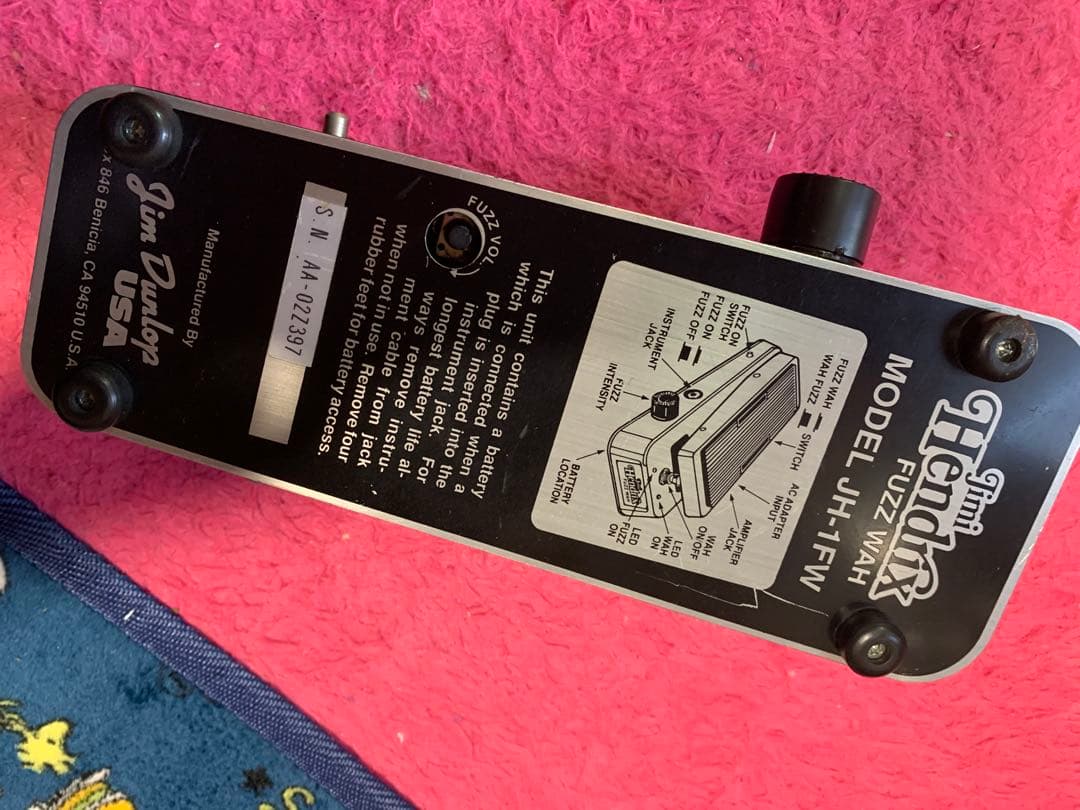 Jimi
Hendrix
FUZZ WAH
MODEL JH-1FW
FUZZ WAH
WAH FUZZ
SWITCH
AC ADAPTER
INPUT
AMPLIFIER
JACK
WAH
ON/OFF
LED
WAH
ON
LED
FUZZ
ON
FUZZ ON
SWITCH
FUZZ ON
FUZZ OFF
INSTRUMENT
JACK
FUZZ
INTENSITY
BATTERY
LOCATION
This unit contains a battery
which is connected when a
plug is inserted into the
instrument jack. For
longest battery life al-
ways remove instru-
ment cable from jack
when not in use. Remove four
rubber feet for battery access.
FUZZ VOL
S.N. AA-02Z397
Manufactured By
Jim Dunlop
USA
x 846 Benicia, CA 94510 U.S.A.